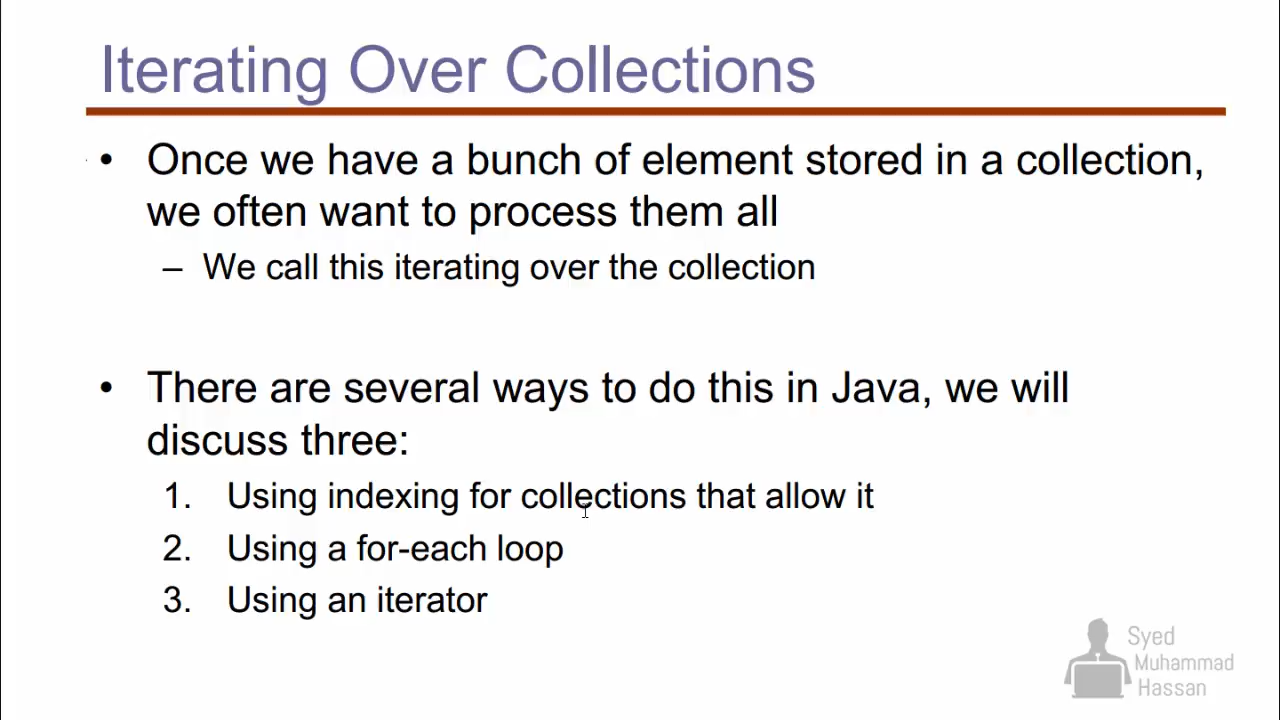 Iterating Over Collections
• Once we have a bunch of element stored in a collection,
we often want to process them all
– We call this iterating over the collection
• There are several ways to do this in Java, we will
discuss three:
1. Using indexing for collections that allow it
2. Using a for-each loop
3. Using an iterator
Syed
Muhammad
Hassan